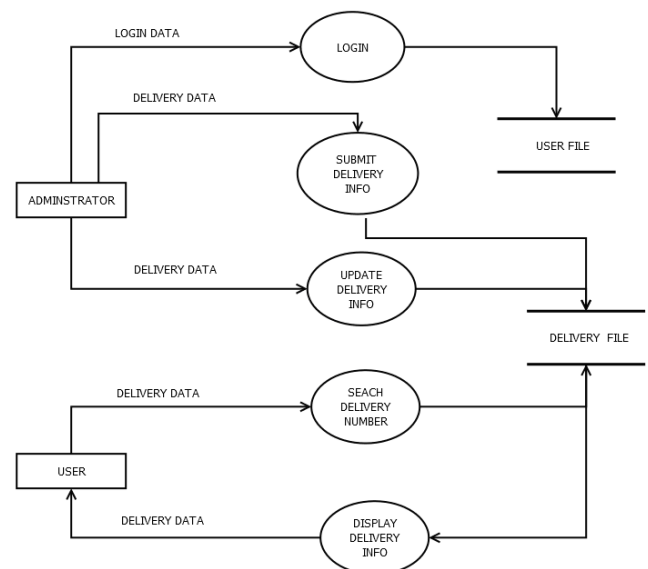 LOGIN DATA
LOGIN
DELIVERY DATA
USER FILE
SUBMIT
DELIVERY
INFO
ADMINSTRATOR
DELIVERY DATA
UPDATE
DELIVERY
INFO
DELIVERY FILE
DELIVERY DATA
SEACH
DELIVERY
NUMBER
USER
DELIVERY DATA
DISPLAY
DELIVERY
INFO